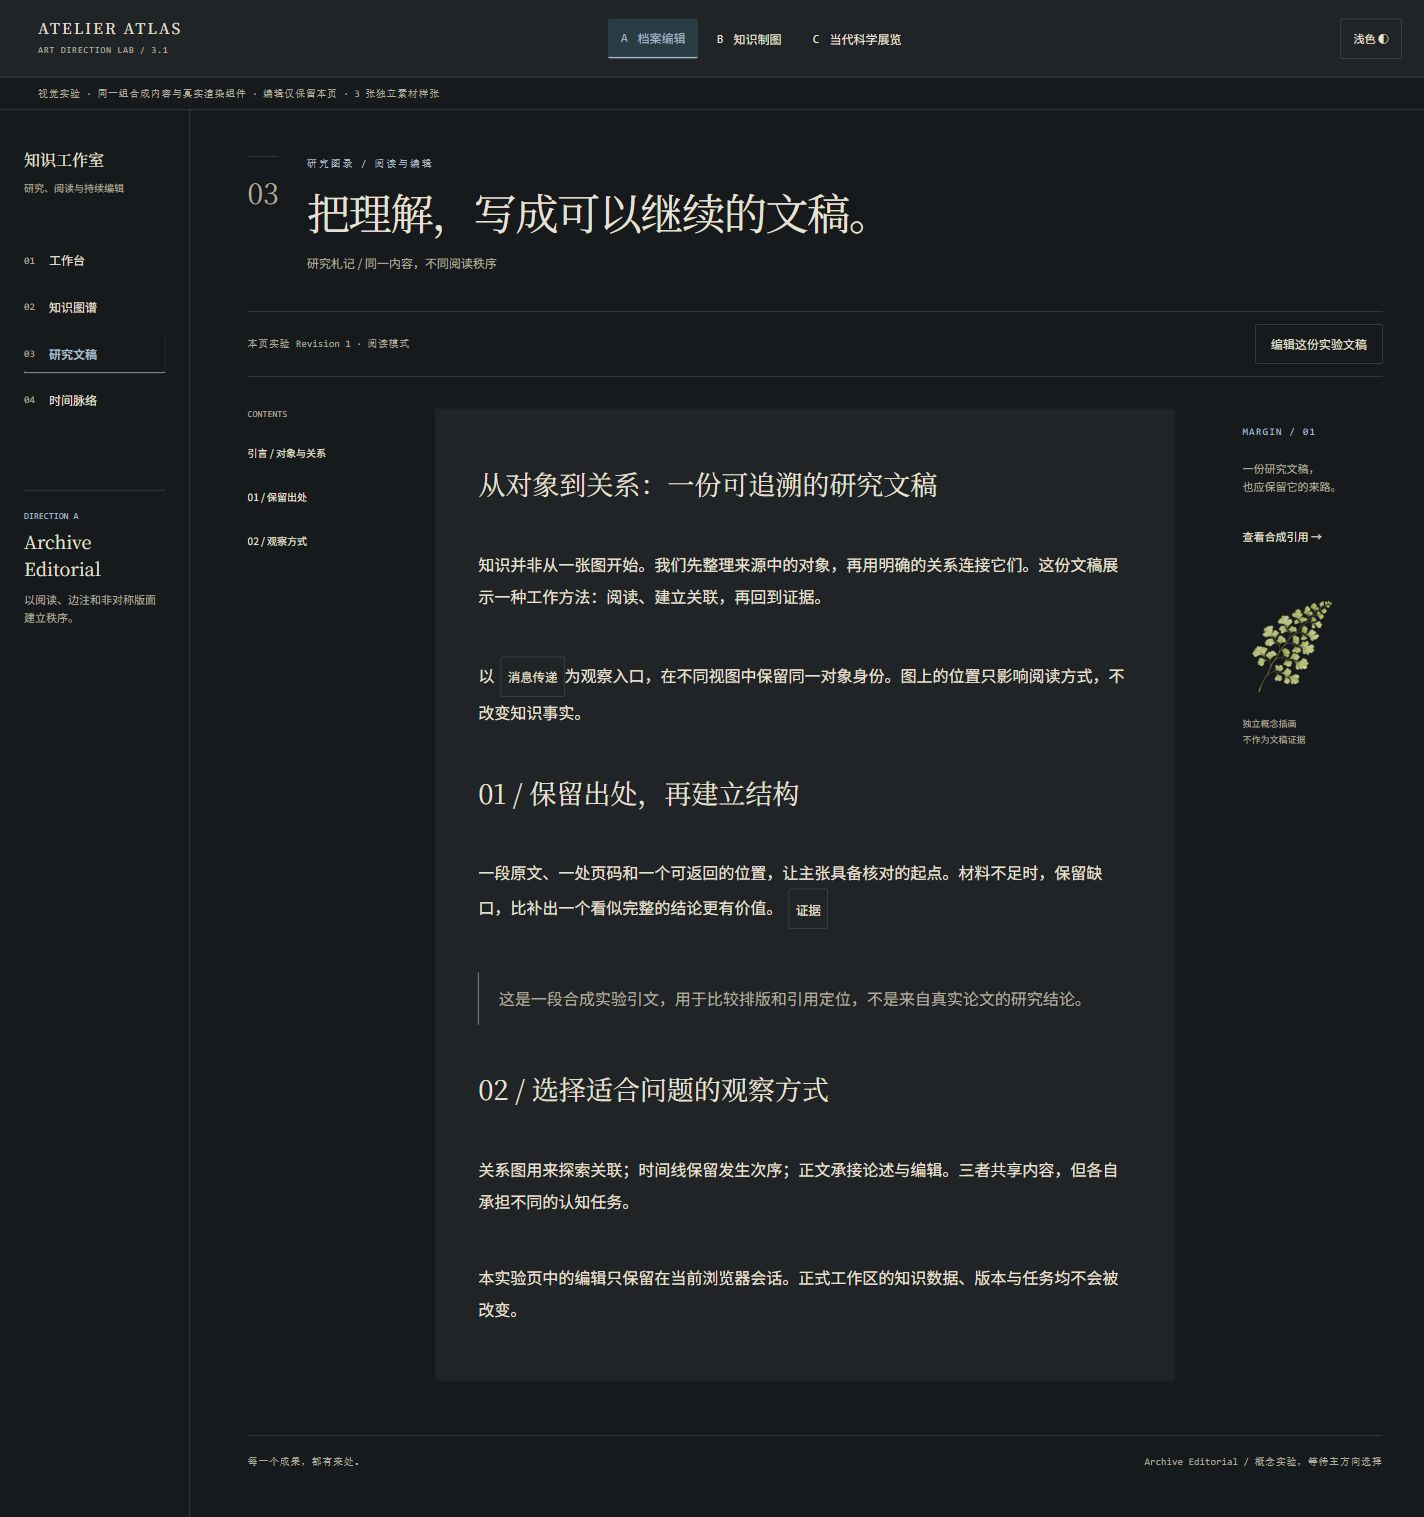 ATELIER ATLAS
ART DIRECTION LAB / 3.1
A 档案编辑
B 知识制图
C 当代科学展览
浅色
视觉实验 · 同一组合成内容与真实渲染组件 · 编辑仅保留本页 · 3 张独立素材样张
知识工作室
研究、阅读与持续编辑
01 工作台
02 知识图谱
03 研究文稿
04 时间脉络
DIRECTION A
Archive
Editorial
以阅读、边注和非对称版面
建立秩序。
03
研究图录 / 阅读与编辑
把理解，写成可以继续的文稿。
研究札记 / 同一内容，不同阅读秩序
本页实验 Revision 1 · 阅读模式
编辑这份实验文稿
CONTENTS
引言 / 对象与关系
01 / 保留出处
02 / 观察方式
从对象到关系：一份可追溯的研究文稿
知识并非从一张图开始。我们先整理来源中的对象，再用明确的关系连接它们。这份文稿展
示一种工作方法：阅读、建立关联，再回到证据。
以 消息传递 为观察入口，在不同视图中保留同一对象身份。图上的位置只影响阅读方式，不
改变知识事实。
01 / 保留出处，再建立结构
一段原文、一处页码和一个可返回的位置，让主张具备核对的起点。材料不足时，保留缺
口，比补出一个看似完整的结论更有价值。 证据
这是一段合成实验引文，用于比较排版和引用定位，不是来自真实论文的研究结论。
02 / 选择适合问题的观察方式
关系图用来探索关联；时间线保留发生次序；正文承接论述与编辑。三者共享内容，但各自
承担不同的认知任务。
本实验页中的编辑只保留在当前浏览器会话。正式工作区的知识数据、版本与任务均不会被
改变。
MARGIN / 01
一份研究文稿，
也应保留它的来路。
查看合成引用 →
独立概念插画
不作为文稿证据
每一个成果，都有来处。
Archive Editorial / 概念实验，等待主方向选择